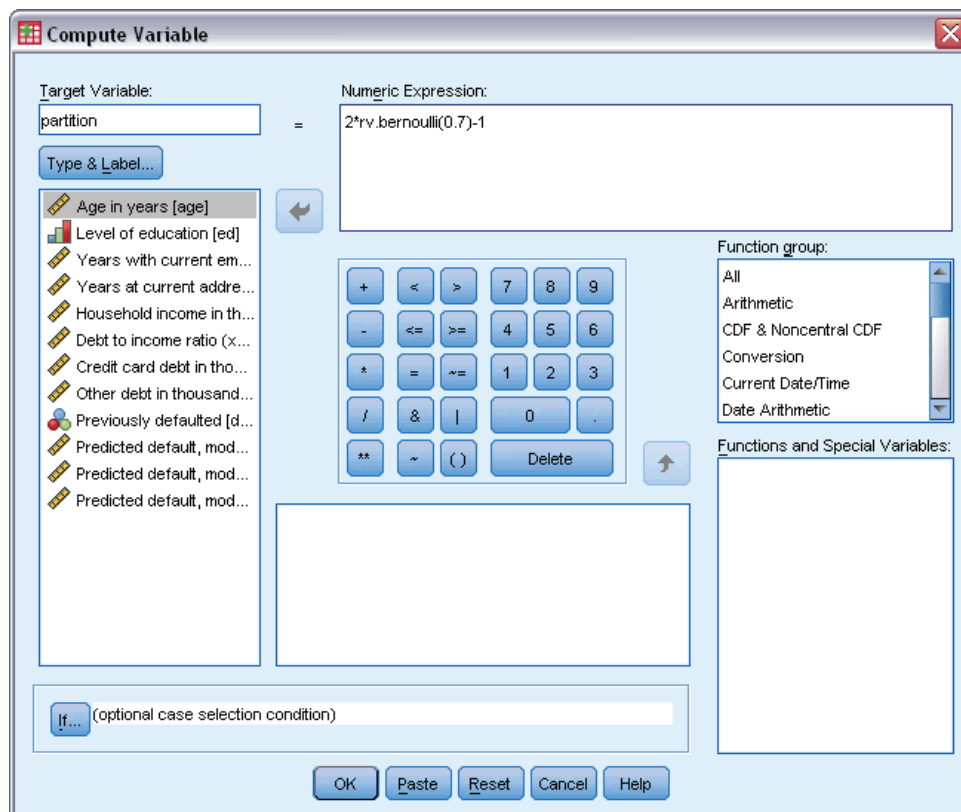 Compute Variable
Target Variable:
partition
=
Numeric Expression:
2*rv.bernoulli(0.7)-1
Type & Label...
Age in years [age]
Level of education [ed]
Years with current em...
Years at current addre...
Household income in th...
Debt to income ratio (x...
Credit card debt in tho...
Other debt in thousand...
Previously defaulted [d...
Predicted default, mod...
Predicted default, mod...
Predicted default, mod...
+ < > 7 8 9
- <= >= 4 5 6
* = ~= 1 2 3
/ & | 0 .
** ~ ( ) Delete
Function group:
All
Arithmetic
CDF & Noncentral CDF
Conversion
Current Date/Time
Date Arithmetic
Functions and Special Variables:
If... (optional case selection condition)
OK Paste Reset Cancel Help